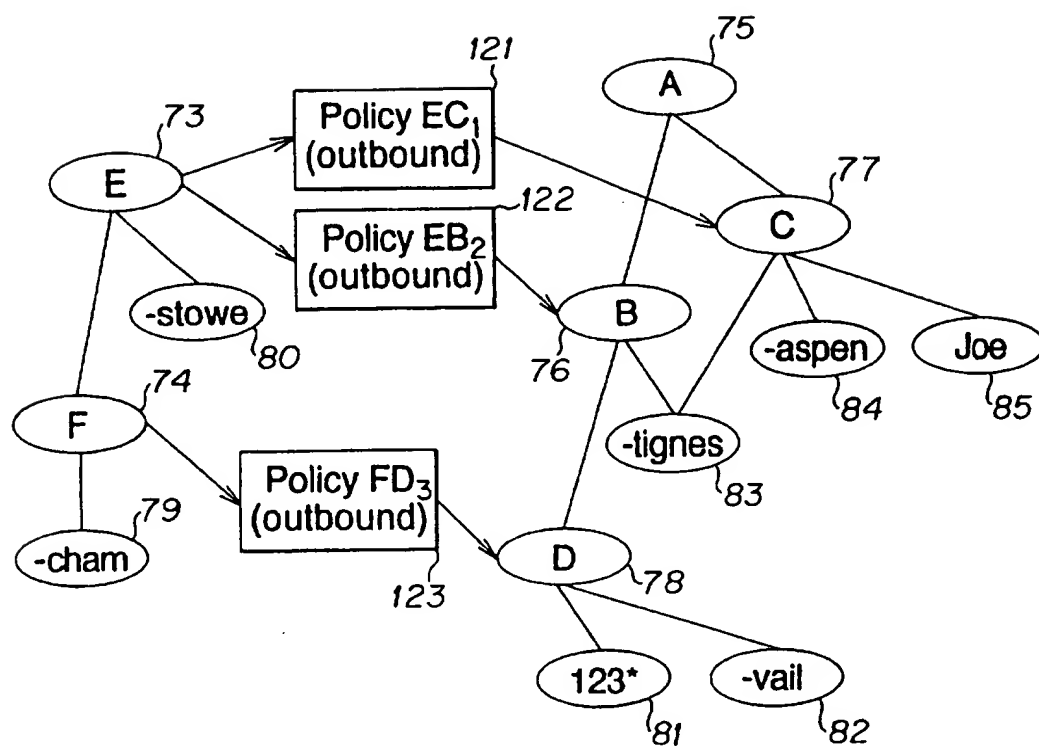 75
A
121
Policy EC₁
(outbound)
73
E
77
C
122
Policy EB₂
(outbound)
-stowe
80
B
76
-aspen
84
Joe
85
74
F
-tignes
83
Policy FD₃
(outbound)
123
79
-cham
D
78
123*
81
-vail
82